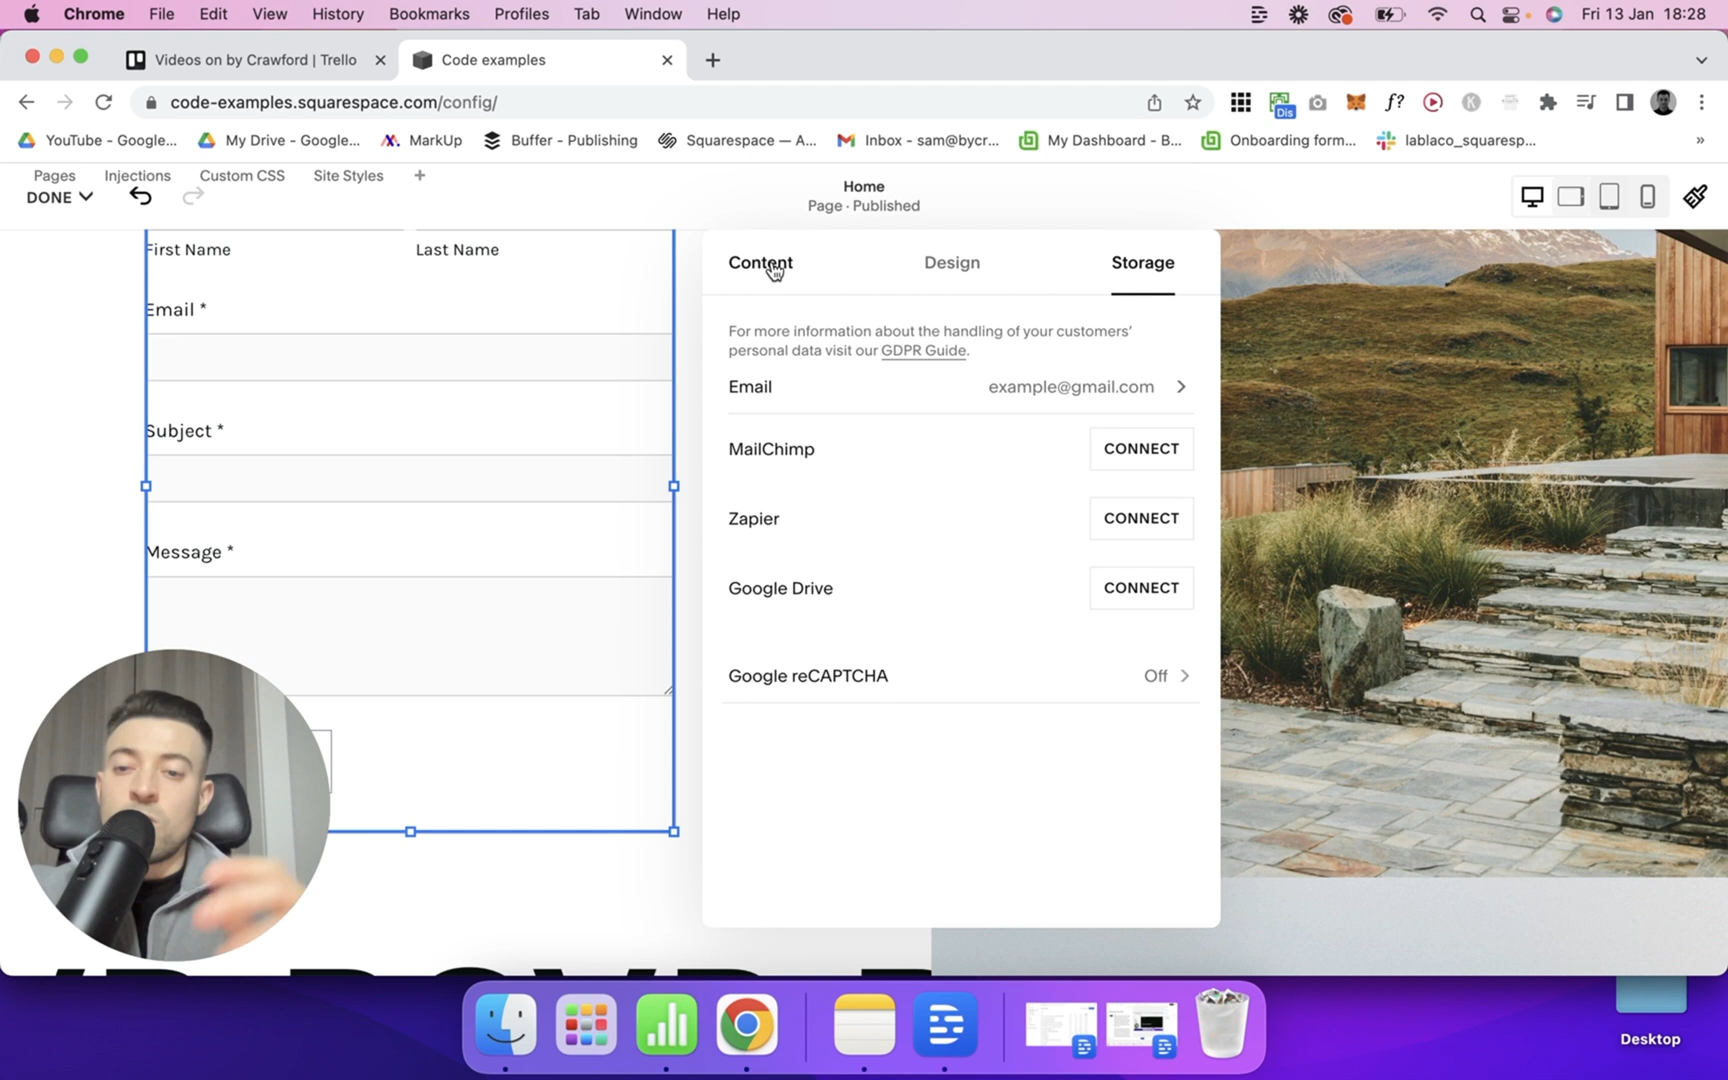 Chrome File Edit View History Bookmarks Profiles Tab Window Help Fri 13 Jan 18:28
Videos on by Crawford | Trello Code examples
code-examples.squarespace.com/config/ Dis f?
YouTube - Google... My Drive - Google... MarkUp Buffer - Publishing Squarespace — A... Inbox - sam@bycr... My Dashboard - B... Onboarding form... lablaco_squaresp... »
Pages Injections Custom CSS Site Styles +
DONE
Home
Page · Published
First Name Last Name
Email *
Subject *
Message *
Content Design Storage
For more information about the handling of your customers'
personal data visit our GDPR Guide.
Email example@gmail.com
MailChimp CONNECT
Zapier CONNECT
Google Drive CONNECT
Google reCAPTCHA Off
Desktop